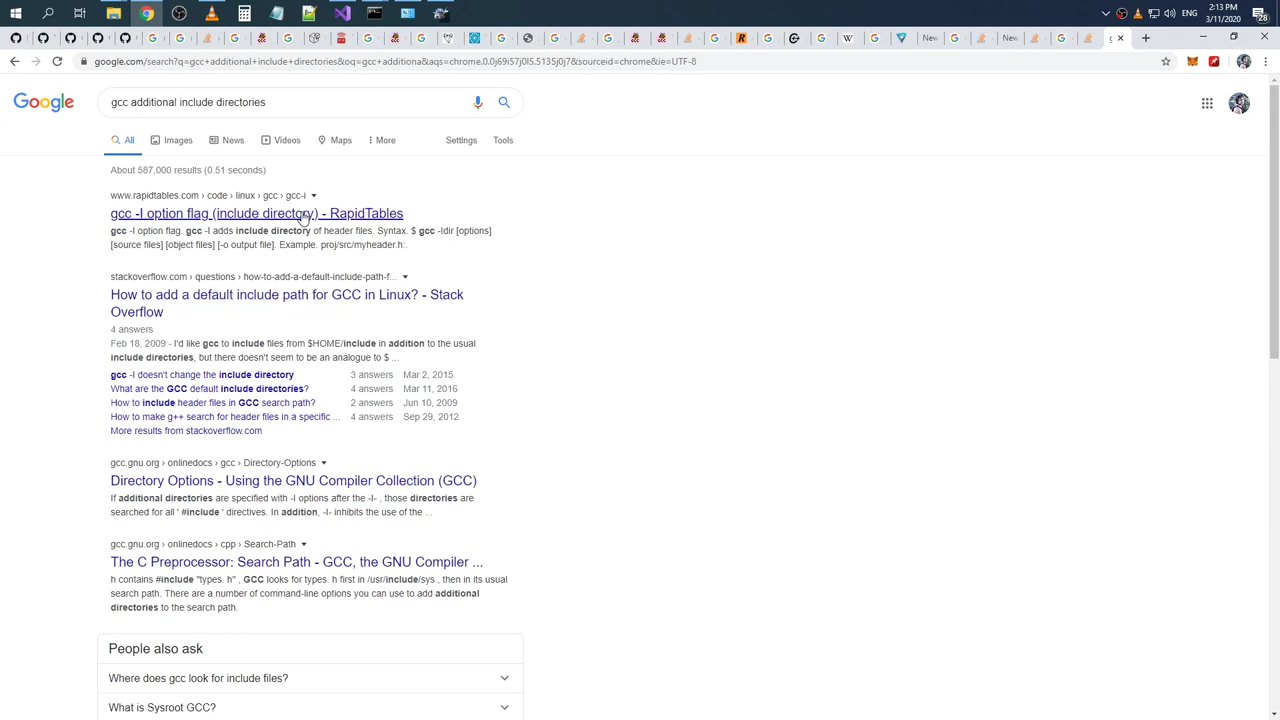 2:13 PM
ENG
3/11/2020
28
New
New
g
google.com/search?q=gcc+additional+include+directories&oq=gcc+additiona&aqs=chrome.0.0j69i57j0l5.5135j0j7&sourceid=chrome&ie=UTF-8
Google
gcc additional include directories
All
Images
News
Videos
Maps
More
Settings
Tools
About 587,000 results (0.51 seconds)
www.rapidtables.com › code › linux › gcc › gcc-i
gcc -I option flag (include directory) - RapidTables
gcc -I option flag. gcc -I adds include directory of header files. Syntax. $ gcc -Idir [options]
[source files] [object files] [-o output file]. Example. proj/src/myheader.h:.
stackoverflow.com › questions › how-to-add-a-default-include-path-f...
How to add a default include path for GCC in Linux? - Stack
Overflow
4 answers
Feb 18, 2009 - I'd like gcc to include files from $HOME/include in addition to the usual
include directories, but there doesn't seem to be an analogue to $ ...
gcc -I doesn't change the include directory 3 answers Mar 2, 2015
What are the GCC default include directories? 4 answers Mar 11, 2016
How to include header files in GCC search path? 2 answers Jun 10, 2009
How to make g++ search for header files in a specific ... 4 answers Sep 29, 2012
More results from stackoverflow.com
gcc.gnu.org › onlinedocs › gcc › Directory-Options
Directory Options - Using the GNU Compiler Collection (GCC)
If additional directories are specified with -I options after the -I- , those directories are
searched for all ' #include ' directives. In addition, -I- inhibits the use of the ...
gcc.gnu.org › onlinedocs › cpp › Search-Path
The C Preprocessor: Search Path - GCC, the GNU Compiler ...
h contains #include "types. h" , GCC looks for types. h first in /usr/include/sys , then in its usual
search path. There are a number of command-line options you can use to add additional
directories to the search path.
People also ask
Where does gcc look for include files?
What is Sysroot GCC?